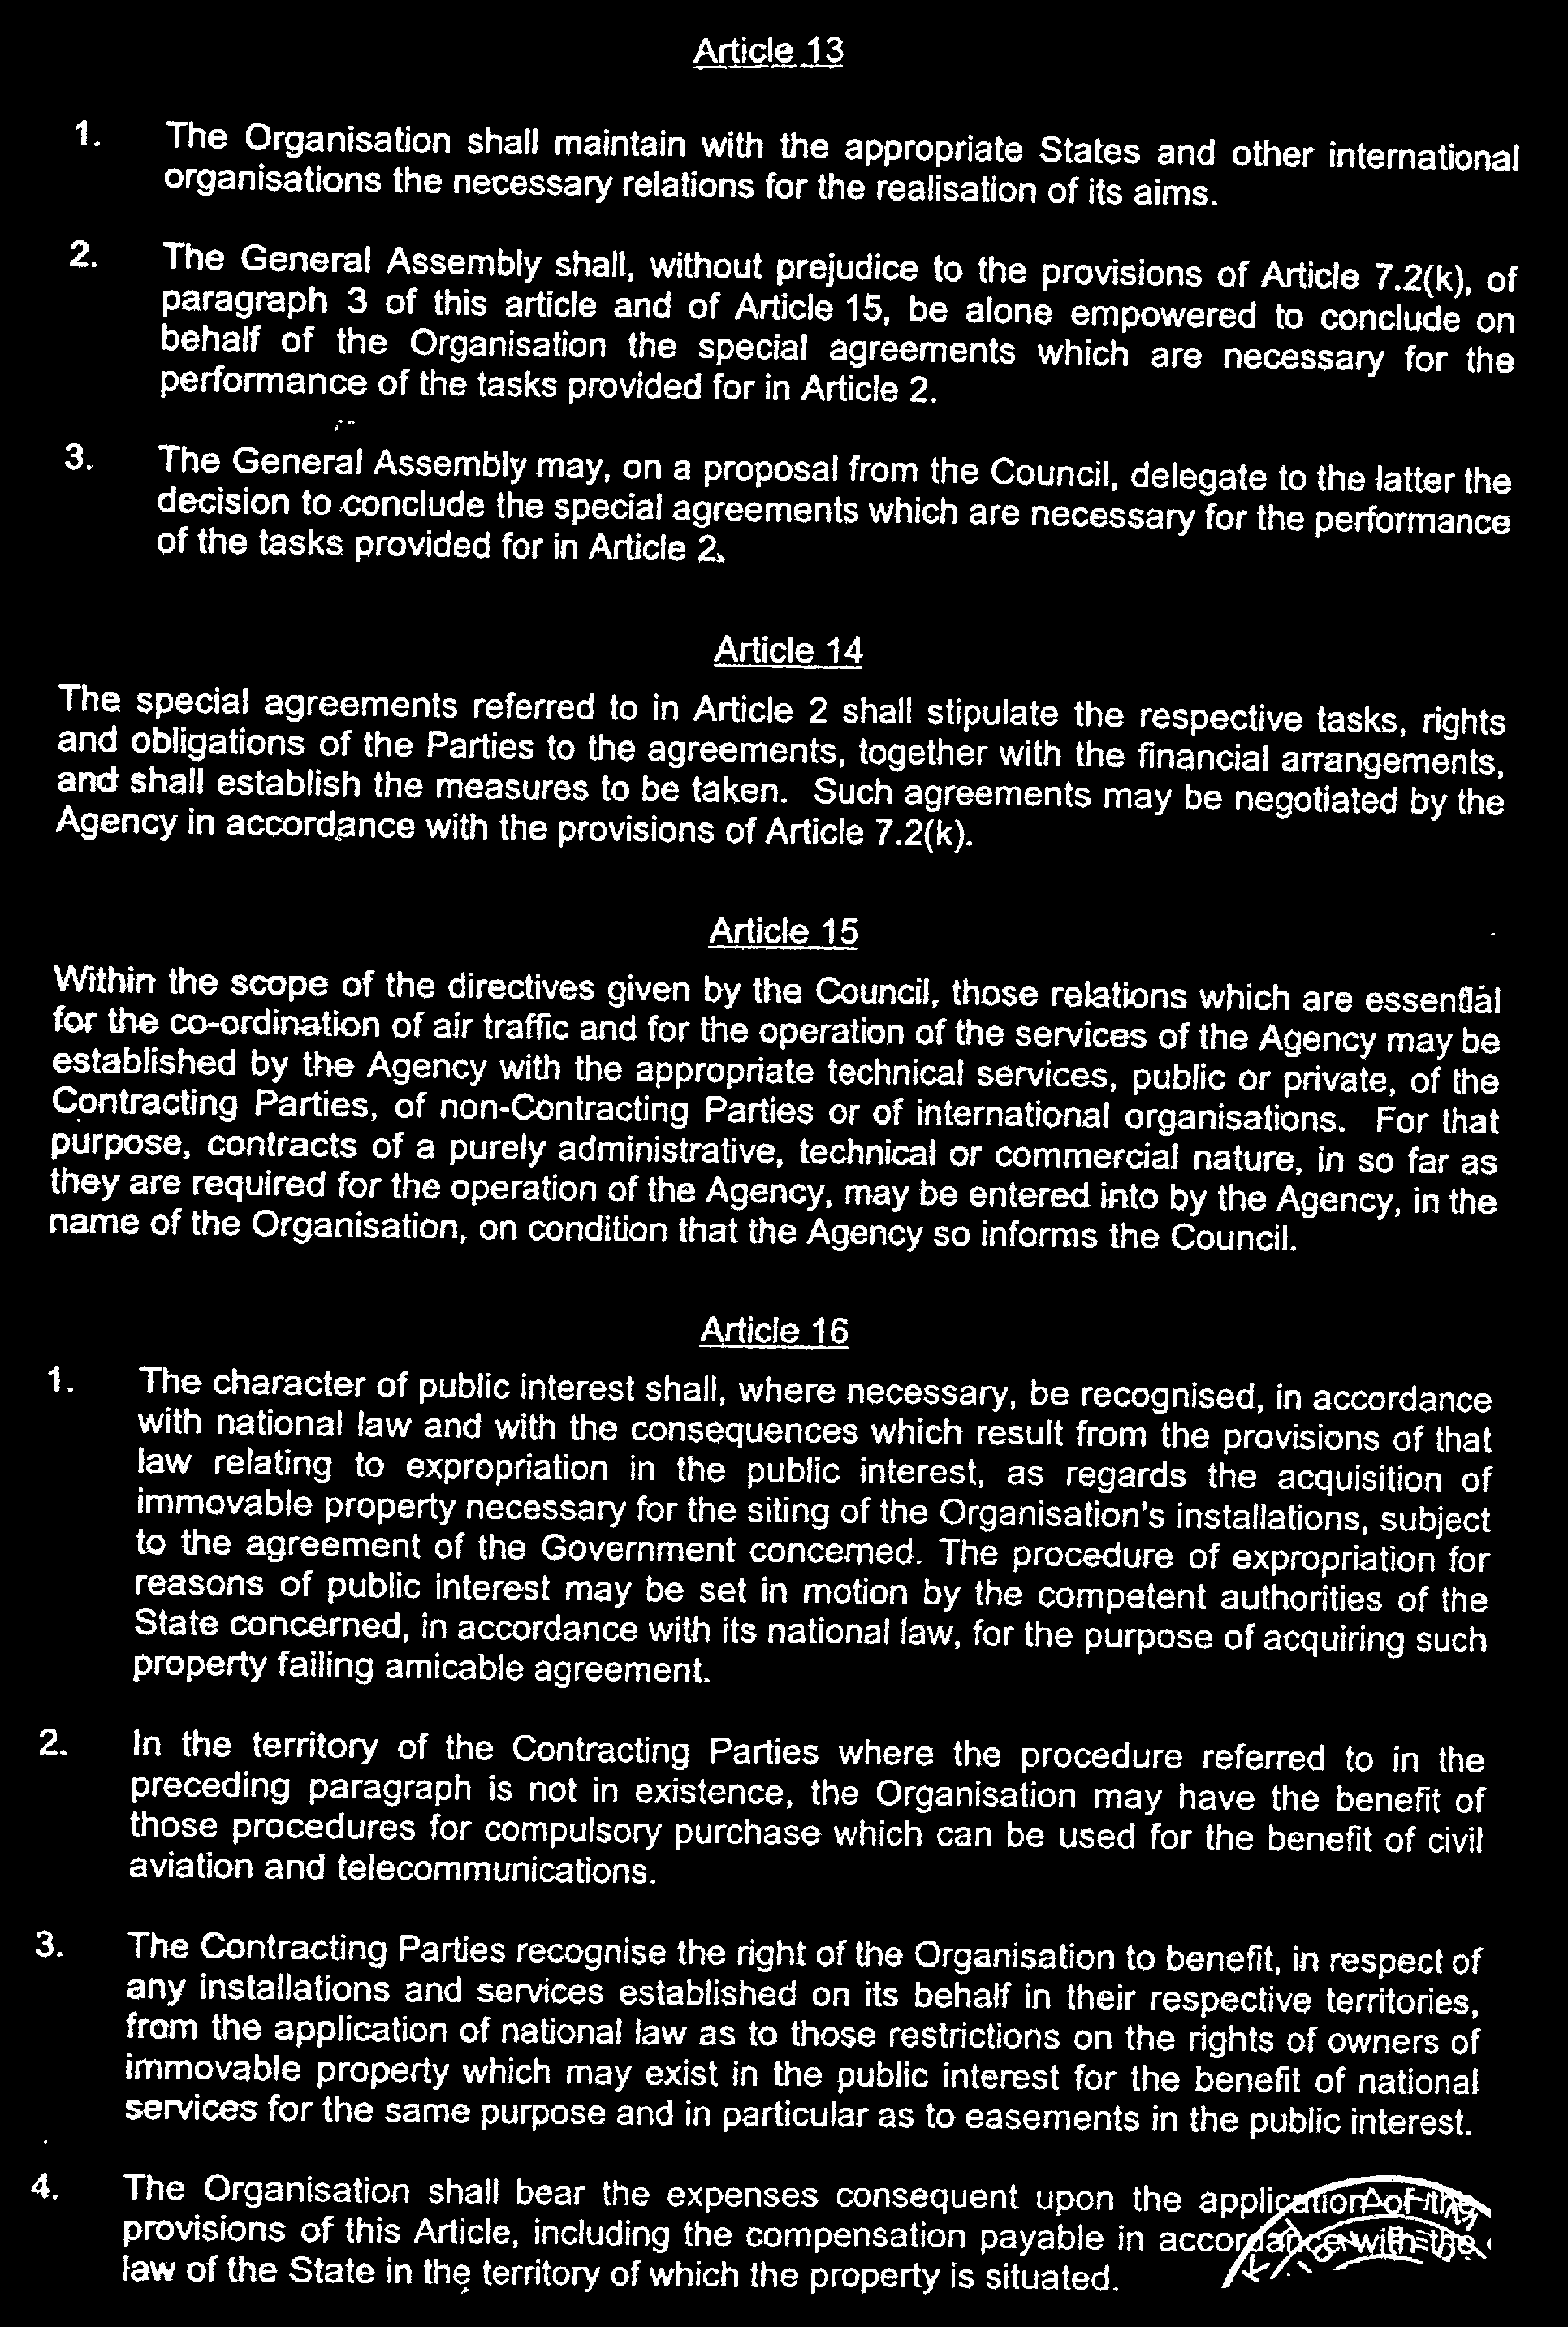 Article 13
1. The Organisation shall maintain with the appropriate States and other international
organisations the necessary relations for the realisation of its aims.
2. The General Assembly shall, without prejudice to the provisions of Article 7.2(k), of
paragraph 3 of this article and of Article 15, be alone empowered to conclude on
behalf of the Organisation the special agreements which are necessary for the
performance of the tasks provided for in Article 2.
3. The General Assembly may, on a proposal from the Council, delegate to the latter the
decision to conclude the special agreements which are necessary for the performance
of the tasks provided for in Article 2.
Article 14
The special agreements referred to in Article 2 shall stipulate the respective tasks, rights
and obligations of the Parties to the agreements, together with the financial arrangements,
and shall establish the measures to be taken. Such agreements may be negotiated by the
Agency in accordance with the provisions of Article 7.2(k).
Article 15
Within the scope of the directives given by the Council, those relations which are essential
for the co-ordination of air traffic and for the operation of the services of the Agency may be
established by the Agency with the appropriate technical services, public or private, of the
Contracting Parties, of non-Contracting Parties or of international organisations. For that
purpose, contracts of a purely administrative, technical or commercial nature, in so far as
they are required for the operation of the Agency, may be entered into by the Agency, in the
name of the Organisation, on condition that the Agency so informs the Council.
Article 16
1. The character of public interest shall, where necessary, be recognised, in accordance
with national law and with the consequences which result from the provisions of that
law relating to expropriation in the public interest, as regards the acquisition of
immovable property necessary for the siting of the Organisation's installations, subject
to the agreement of the Government concerned. The procedure of expropriation for
reasons of public interest may be set in motion by the competent authorities of the
State concerned, in accordance with its national law, for the purpose of acquiring such
property failing amicable agreement.
2. In the territory of the Contracting Parties where the procedure referred to in the
preceding paragraph is not in existence, the Organisation may have the benefit of
those procedures for compulsory purchase which can be used for the benefit of civil
aviation and telecommunications.
3. The Contracting Parties recognise the right of the Organisation to benefit, in respect of
any installations and services established on its behalf in their respective territories,
from the application of national law as to those restrictions on the rights of owners of
immovable property which may exist in the public interest for the benefit of national
services for the same purpose and in particular as to easements in the public interest.
4. The Organisation shall bear the expenses consequent upon the application of the
provisions of this Article, including the compensation payable in accordance with the
law of the State in the territory of which the property is situated.